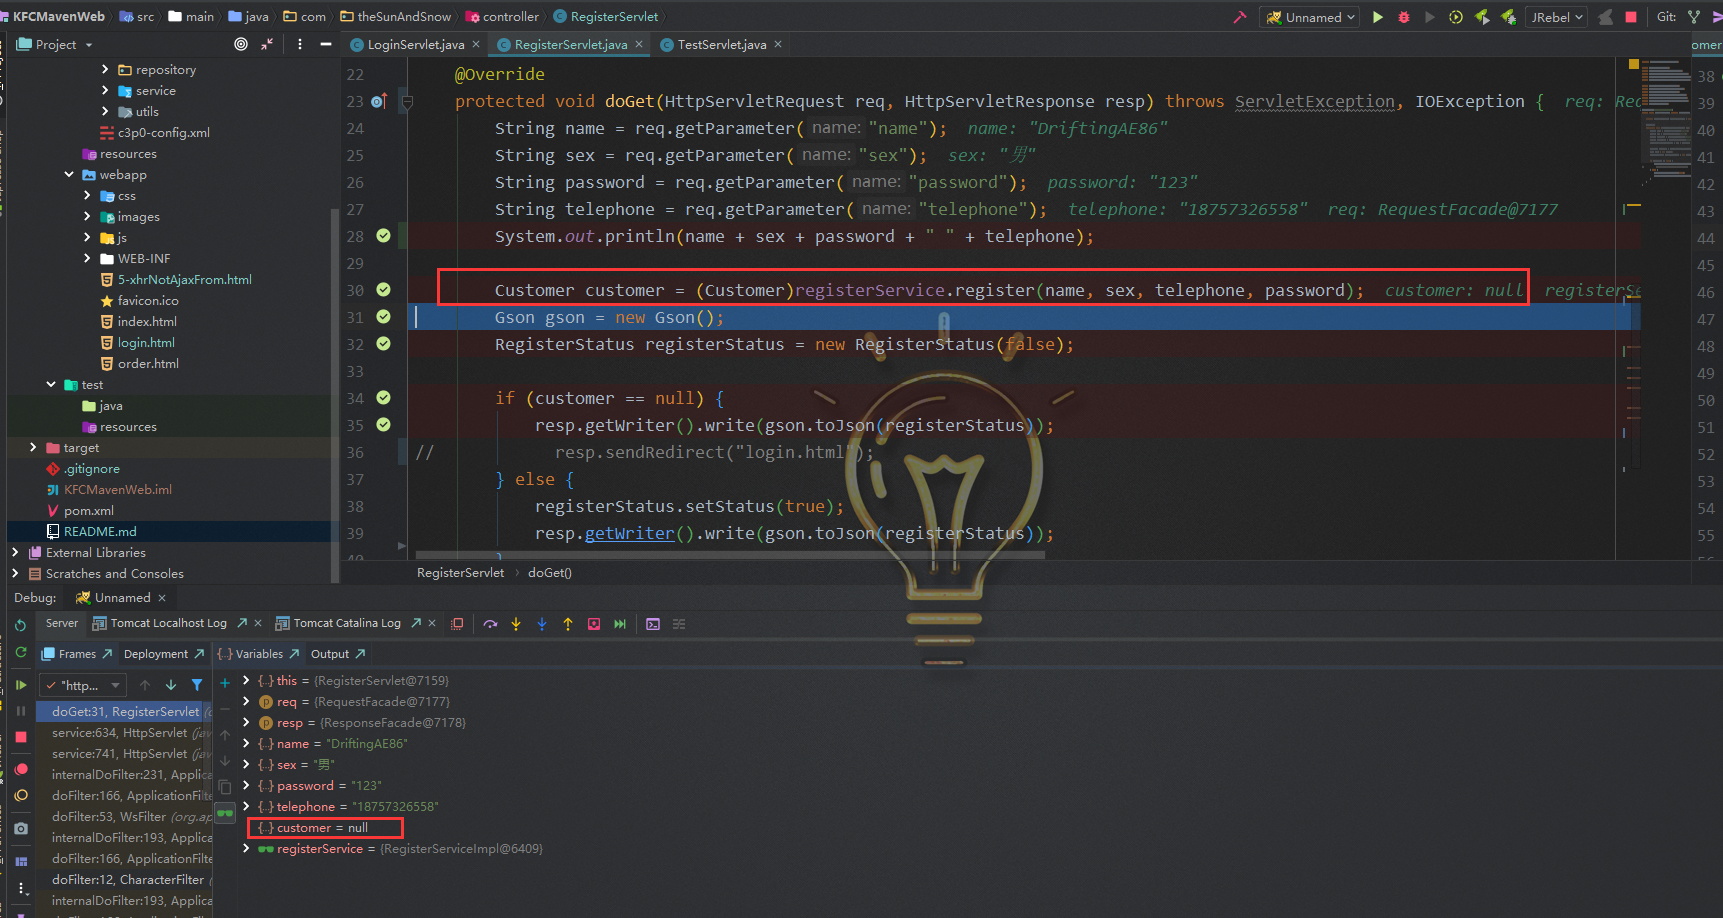 KFCMavenWeb src main java com theSunAndSnow controller RegisterServlet Unnamed JRebel Git:
Project
LoginServlet.java RegisterServlet.java TestServlet.java
repository
service
utils
c3p0-config.xml
resources
webapp
css
images
js
WEB-INF
5-xhrNotAjaxFrom.html
favicon.ico
index.html
login.html
order.html
test
java
resources
target
.gitignore
KFCMavenWeb.iml
pom.xml
README.md
External Libraries
Scratches and Consoles
22 @Override
23 protected void doGet(HttpServletRequest req, HttpServletResponse resp) throws ServletException, IOException { req: Req
24 String name = req.getParameter( name: "name"); name: "DriftingAE86"
25 String sex = req.getParameter( name: "sex"); sex: "男"
26 String password = req.getParameter( name: "password"); password: "123"
27 String telephone = req.getParameter( name: "telephone"); telephone: "18757326558" req: RequestFacade@7177
28 System.out.println(name + sex + password + " " + telephone);
29
30 Customer customer = (Customer)registerService.register(name, sex, telephone, password); customer: null registerSe
31 Gson gson = new Gson();
32 RegisterStatus registerStatus = new RegisterStatus(false);
33
34 if (customer == null) {
35 resp.getWriter().write(gson.toJson(registerStatus));
36 // resp.sendRedirect("login.html");
37 } else {
38 registerStatus.setStatus(true);
39 resp.getWriter().write(gson.toJson(registerStatus));
40 }
omer
38
39
40
41
42
43
44
45
46
47
48
49
50
51
52
53
54
55
RegisterServlet doGet()
Debug: Unnamed
Server Tomcat Localhost Log Tomcat Catalina Log
Frames Deployment Variables Output
"http...
doGet:31, RegisterServlet
service:634, HttpServlet (jav
service:741, HttpServlet (jav
internalDoFilter:231, Applica
doFilter:166, ApplicationFilte
doFilter:53, WsFilter (org.ap
internalDoFilter:193, Applica
doFilter:166, ApplicationFilte
doFilter:12, CharacterFilter
internalDoFilter:193, Applica
this = {RegisterServlet@7159}
req = {RequestFacade@7177}
resp = {ResponseFacade@7178}
name = "DriftingAE86"
sex = "男"
password = "123"
telephone = "18757326558"
customer = null
registerService = {RegisterServiceImpl@6409}